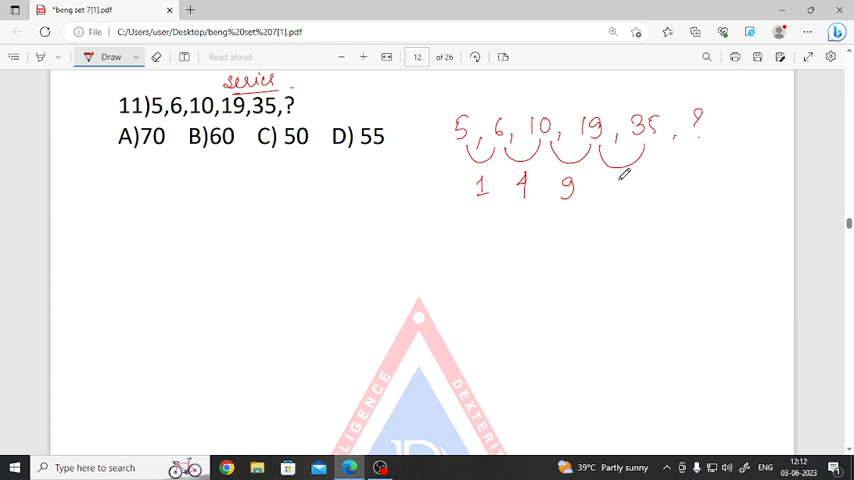 *beng set 7[1].pdf
File C:/Users/user/Desktop/beng%20set%207[1].pdf
Draw Read aloud 12 of 26
series
11)5,6,10,19,35,?
A)70 B)60 C) 50 D) 55
5, 6, 10, 19, 35, ?
1 4 9
LIGENCE
DEXTERI
Type here to search
39°C Partly sunny
ENG
12:12
03-06-2023